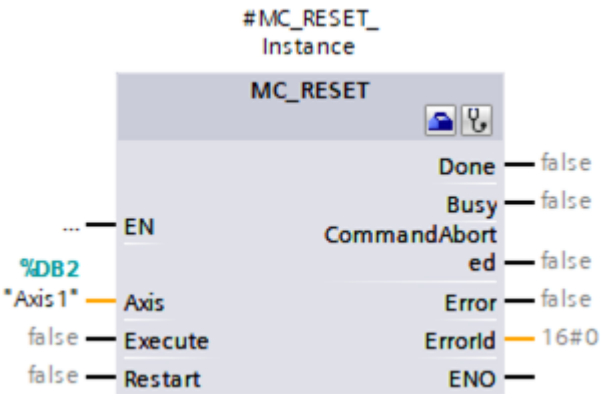 #MC_RESET_
Instance
MC_RESET
Done false
Busy false
... EN
CommandAbort
ed false
%DB2
"Axis1" Axis
Error false
false Execute
ErrorId 16#0
false Restart
ENO